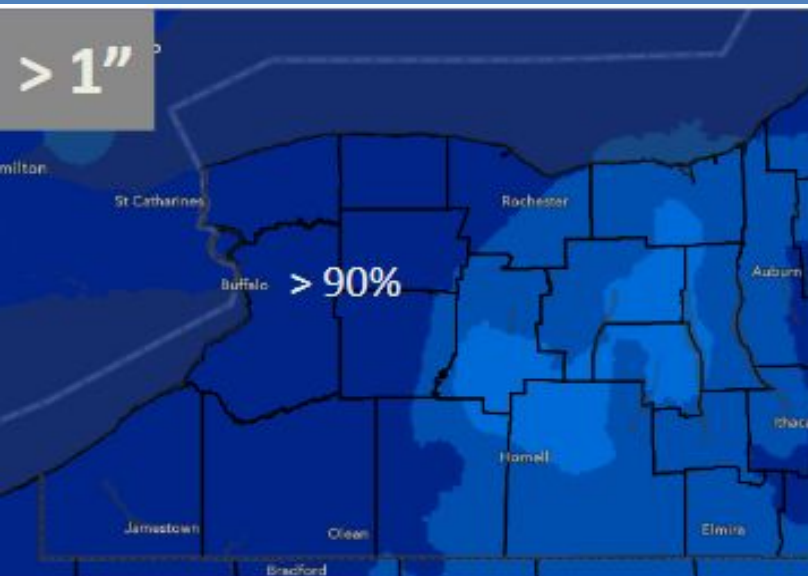 > 1”
milton
St Catharines
Rochester
Buffalo
> 90%
Auburn
Ithaca
Hornell
Jamestown
Olean
Elmira
Bradford